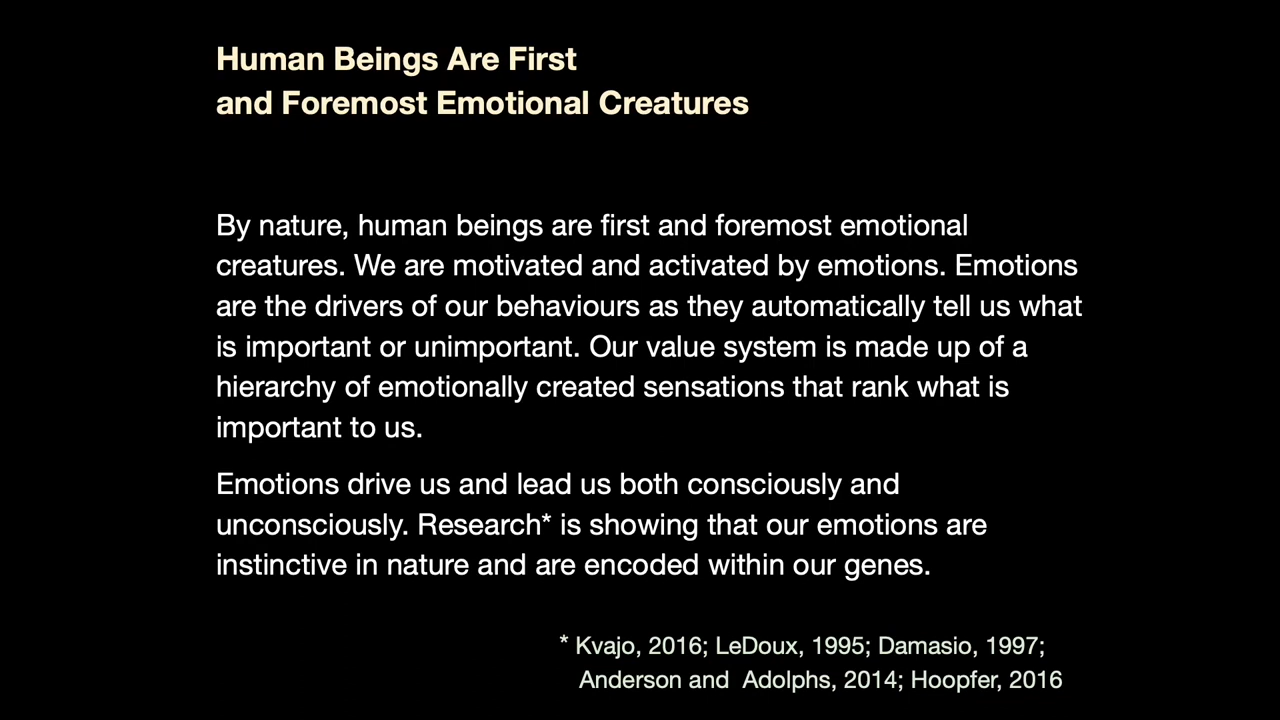 Human Beings Are First
and Foremost Emotional Creatures
By nature, human beings are first and foremost emotional
creatures. We are motivated and activated by emotions. Emotions
are the drivers of our behaviours as they automatically tell us what
is important or unimportant. Our value system is made up of a
hierarchy of emotionally created sensations that rank what is
important to us.
Emotions drive us and lead us both consciously and
unconsciously. Research* is showing that our emotions are
instinctive in nature and are encoded within our genes.
* Kvajo, 2016; LeDoux, 1995; Damasio, 1997;
Anderson and Adolphs, 2014; Hoopfer, 2016